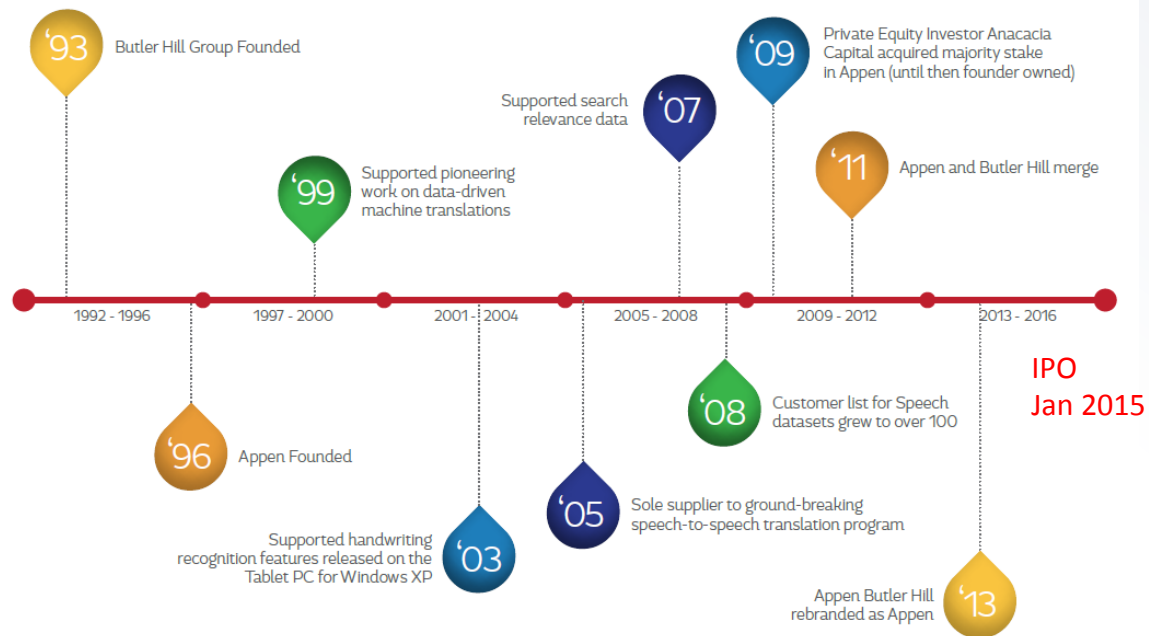 '93
Butler Hill Group Founded
'99
Supported pioneering
work on data-driven
machine translations
'07
Supported search
relevance data
'09
Private Equity Investor Anacacia
Capital acquired majority stake
in Appen (until then founder owned)
'11
Appen and Butler Hill merge
1992 - 1996
1997 - 2000
2001 - 2004
2005 - 2008
2009 - 2012
2013 - 2016
IPO
Jan 2015
'96
Appen Founded
'03
Supported handwriting
recognition features released on the
Tablet PC for Windows XP
'05
Sole supplier to ground-breaking
speech-to-speech translation program
'08
Customer list for Speech
datasets grew to over 100
'13
Appen Butler Hill
rebranded as Appen